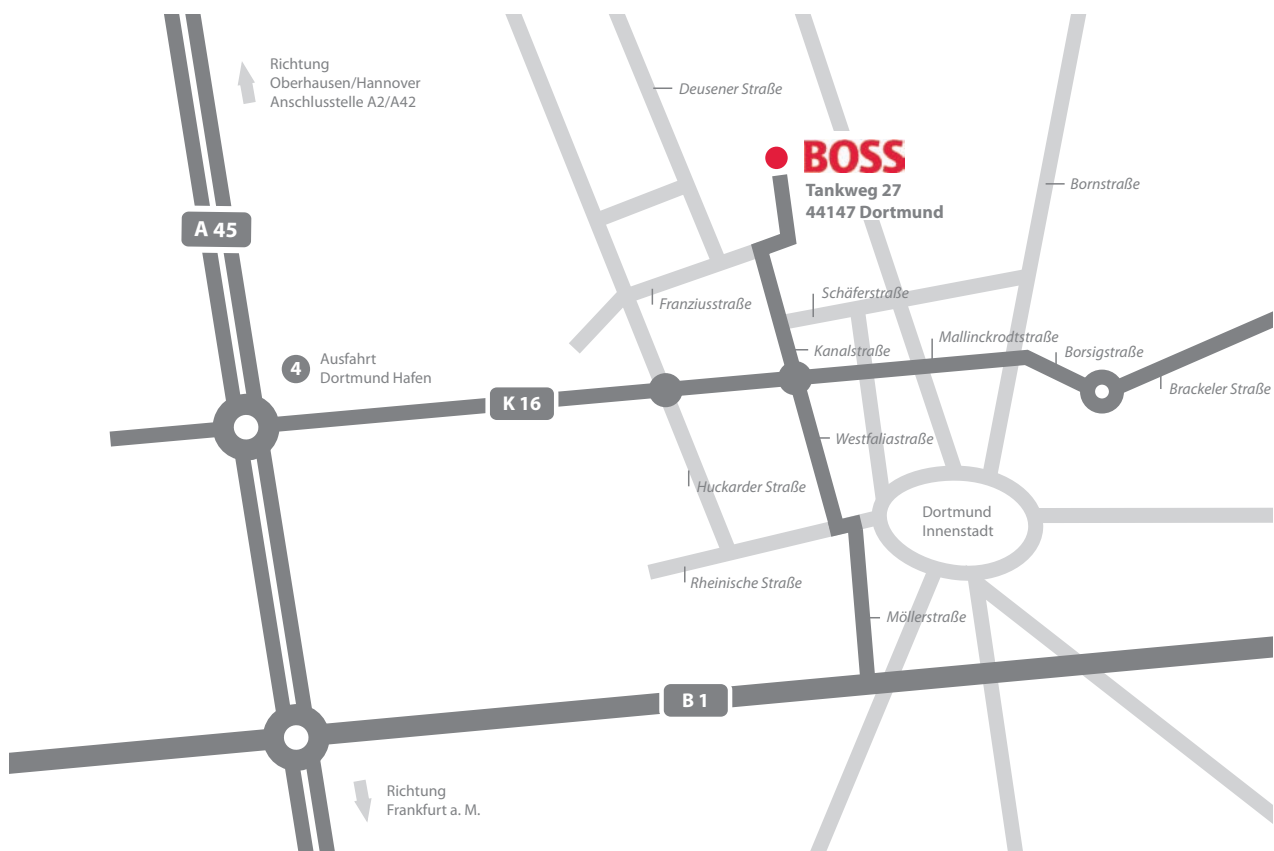 Richtung
Oberhausen/Hannover
Anschlusstelle A2/A42
Deusener Straße
BOSS
Tankweg 27
44147 Dortmund
Bornstraße
A 45
Schäferstraße
Franziusstraße
Mallinckrodtstraße
Kanalstraße
Borsigstraße
4
Ausfahrt
Dortmund Hafen
Brackeler Straße
K 16
Westfaliastraße
Huckarder Straße
Dortmund
Innenstadt
Rheinische Straße
Möllerstraße
B 1
Richtung
Frankfurt a. M.